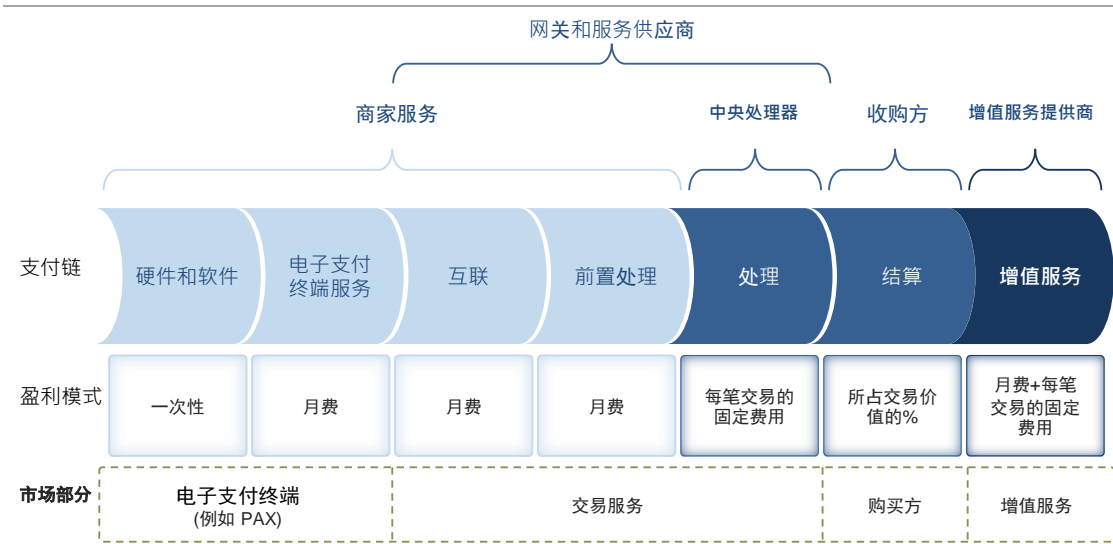 网关和服务供应商
商家服务
中央处理器
收购方
增值服务提供商
支付链
硬件和软件
电子支付
终端服务
互联
前置处理
处理
结算
增值服务
盈利模式
一次性
月费
月费
月费
每笔交易的
固定费用
所占交易价
值的%
月费+每笔
交易的固定
费用
市场部分
电子支付终端
(例如 PAX)
交易服务
购买方
增值服务